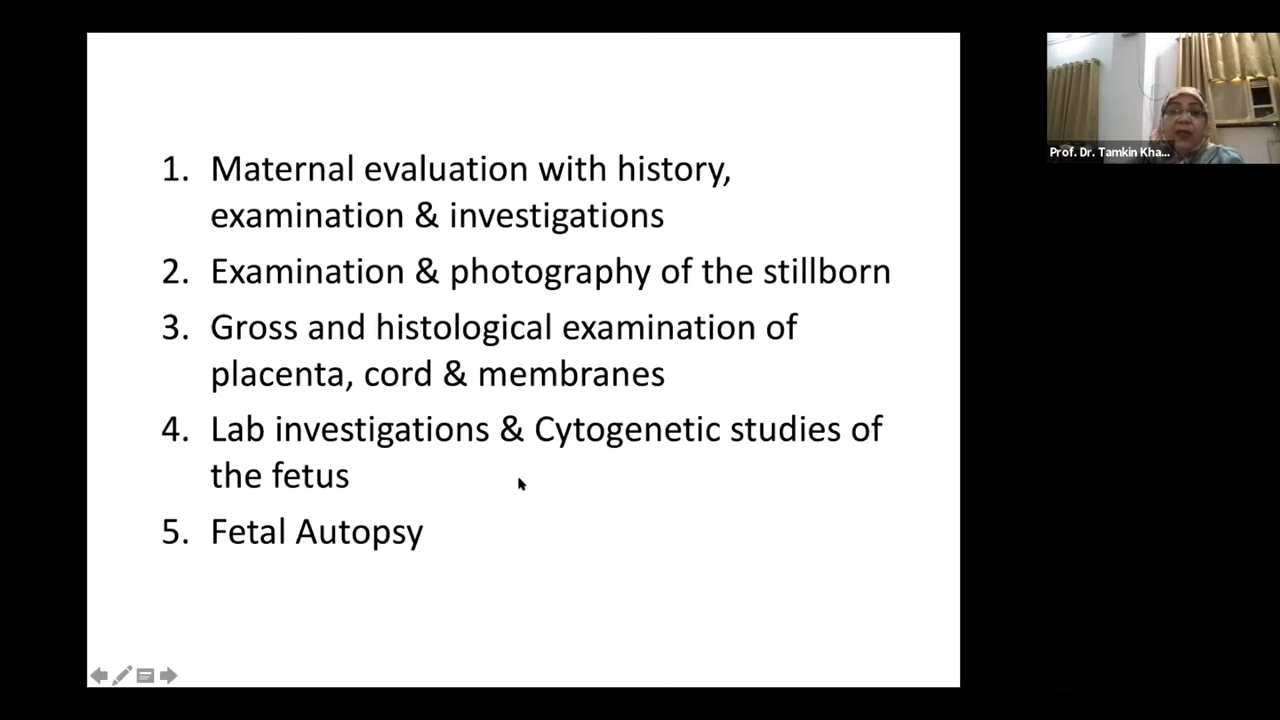 1. Maternal evaluation with history,
examination & investigations
2. Examination & photography of the stillborn
3. Gross and histological examination of
placenta, cord & membranes
4. Lab investigations & Cytogenetic studies of
the fetus
5. Fetal Autopsy
Prof. Dr. Tamkin Kha...